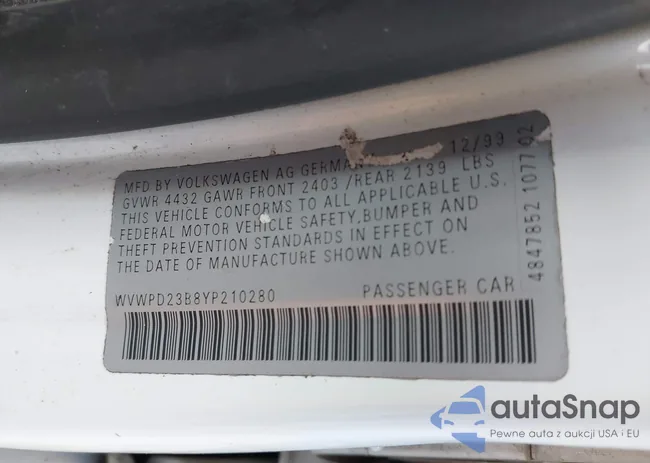 MFD BY VOLKSWAGEN AG GERMAN 12/99
GVWR 4432 GAWR FRONT 2403 /REAR 2139 LBS
THIS VEHICLE CONFORMS TO ALL APPLICABLE U.S.
FEDERAL MOTOR VEHICLE SAFETY,BUMPER AND
THEFT PREVENTION STANDARDS IN EFFECT ON
THE DATE OF MANUFACTURE SHOWN ABOVE.
WVWPD23B8YP210280 PASSENGER CAR
4847852 1077 02
autaSnap
Pewne auta z aukcji USA i EU